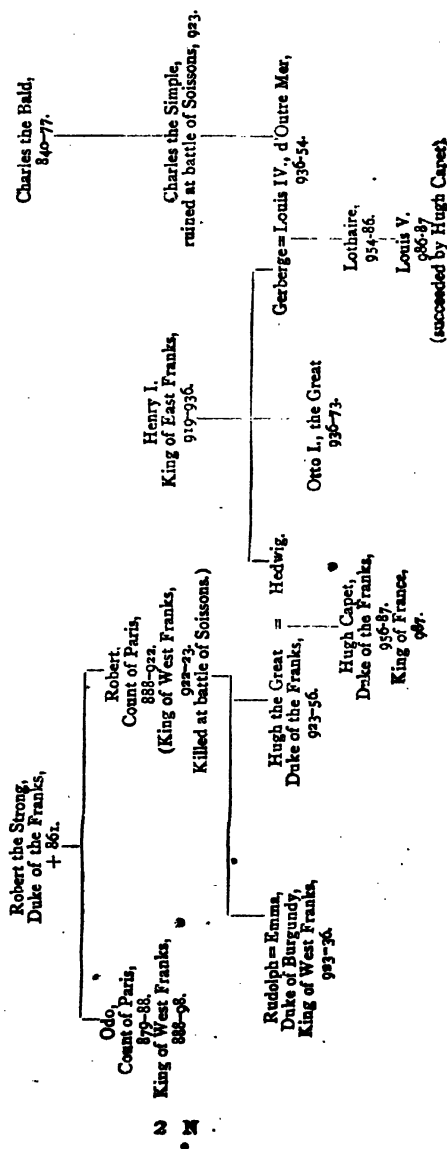 Robert the Strong,
Duke of the Franks,
+ 861.
Odo,
Count of Paris,
879-88.
King of West Franks,
888-98.
Robert,
Count of Paris,
888-922.
(King of West Franks,
922-23.
Killed at battle of Soissons.)
Rudolph = Emma,
Duke of Burgundy,
King of West Franks,
923-36.
Hugh the Great = Hedwig.
Duke of the Franks,
923-56.
Hugh Capet,
Duke of the Franks,
956-87.
King of France,
987.
Henry I.
King of East Franks,
919-936.
Otto I., the Great
936-73.
Charles the Bald,
840-77.
Charles the Simple,
ruined at battle of Soissons, 923.
Gerberge = Louis IV., d'Outre Mer,
936-54.
Lothaire,
954-86.
Louis V.
986-87
(succeeded by Hugh Capet)